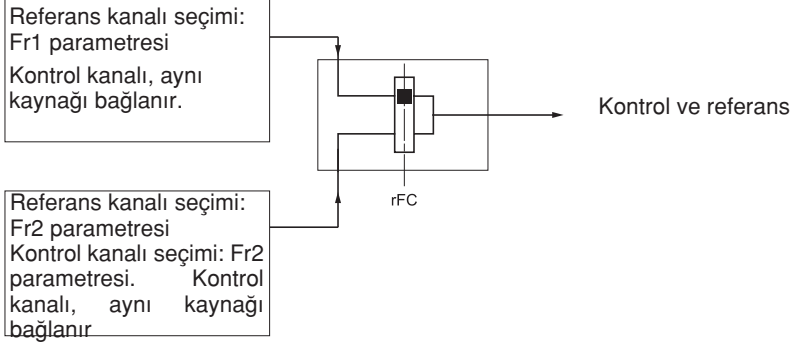 Referans kanalı seçimi:
Fr1 parametresi
Kontrol kanalı, aynı
kaynağı bağlanır.
Kontrol ve referans
rFC
Referans kanalı seçimi:
Fr2 parametresi
Kontrol kanalı seçimi: Fr2
parametresi. Kontrol
kanalı, aynı kaynağı
bağlanır